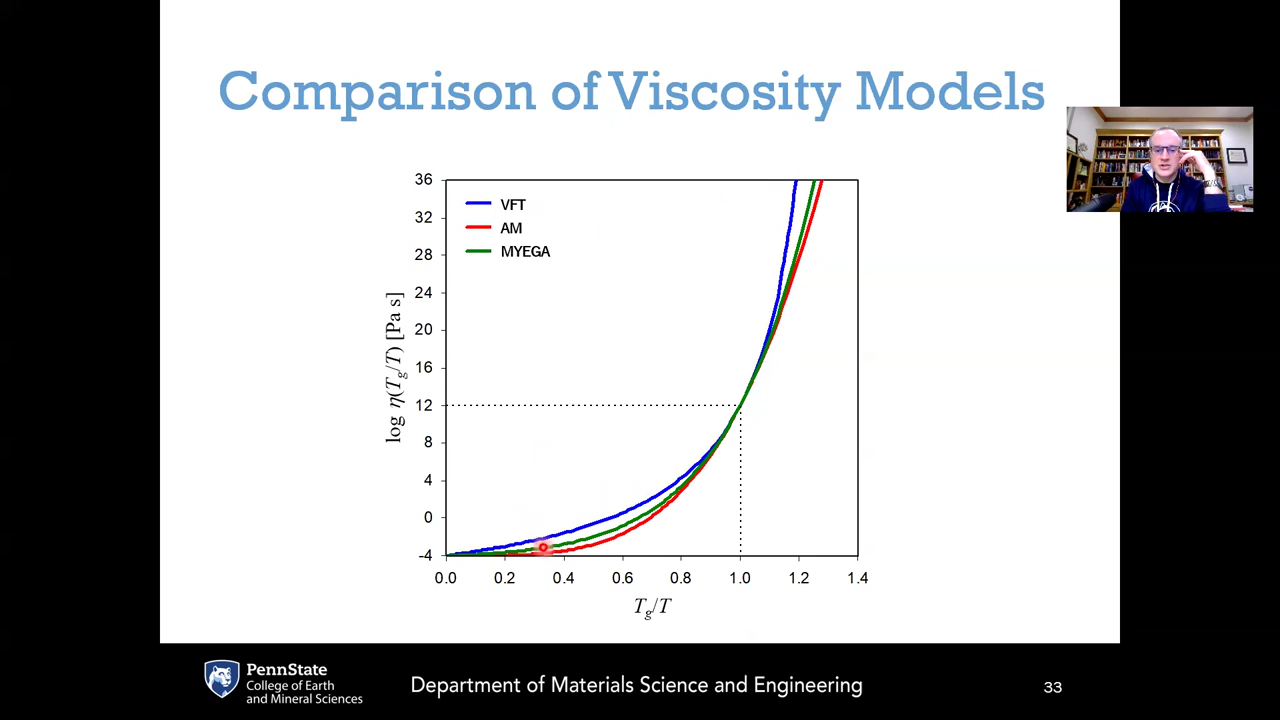 Comparison of Viscosity Models
36
32
28
24
20
16
12
8
4
0
–4
VFT
AM
MYEGA
log η(Tg/T) [Pa s]
0.0 0.2 0.4 0.6 0.8 1.0 1.2 1.4
Tg/T
PennState
College of Earth
and Mineral Sciences
Department of Materials Science and Engineering
33